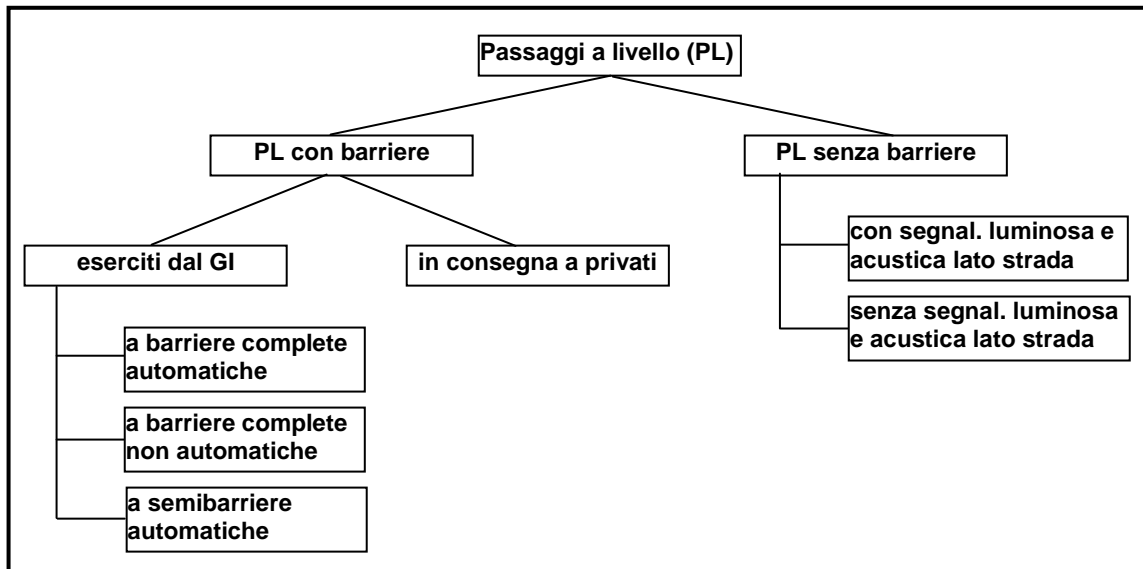 Passaggi a livello (PL)
PL con barriere
PL senza barriere
eserciti dal GI
in consegna a privati
con segnal. luminosa e
acustica lato strada
senza segnal. luminosa
e acustica lato strada
a barriere complete
automatiche
a barriere complete
non automatiche
a semibarriere
automatiche